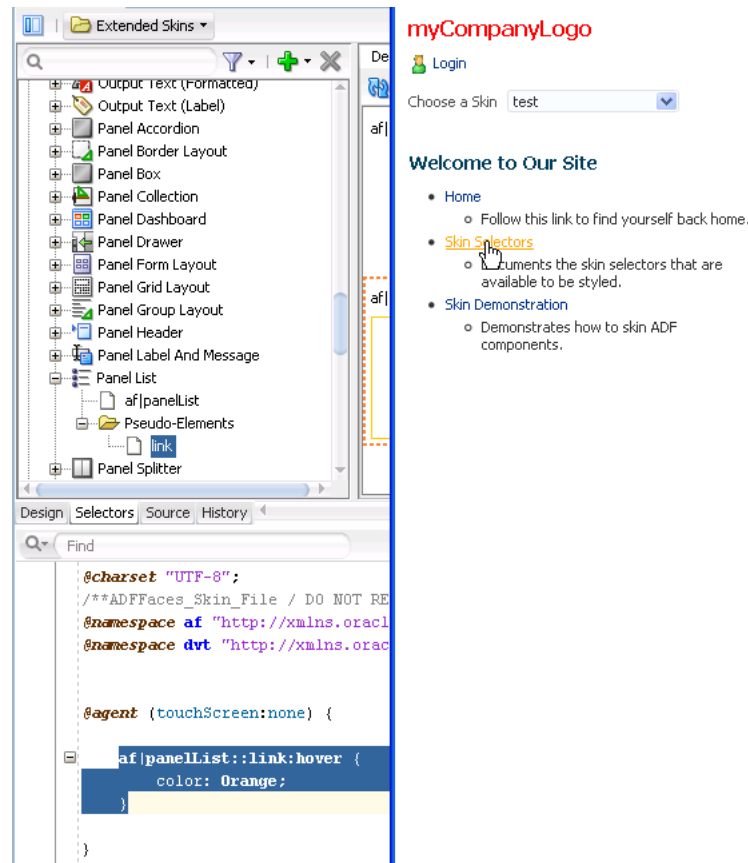 Extended Skins
De
Output Text (Formatted)
Output Text (Label)
Panel Accordion
Panel Border Layout
Panel Box
Panel Collection
Panel Dashboard
Panel Drawer
Panel Form Layout
Panel Grid Layout
Panel Group Layout
Panel Header
Panel Label And Message
Panel List
af|panelList
Pseudo-Elements
link
Panel Splitter
af|
af|
Design Selectors Source History
Find
@charset "UTF-8";
/**ADFFaces_Skin_File / DO NOT RE
@namespace af "http://xmlns.oracl
@namespace dvt "http://xmlns.orac
@agent (touchScreen:none) {
af|panelList::link:hover {
color: Orange;
}
}
myCompanyLogo
Login
Choose a Skin test
Welcome to Our Site
Home
Follow this link to find yourself back home.
Skin Selectors
Documents the skin selectors that are
available to be styled.
Skin Demonstration
Demonstrates how to skin ADF
components.